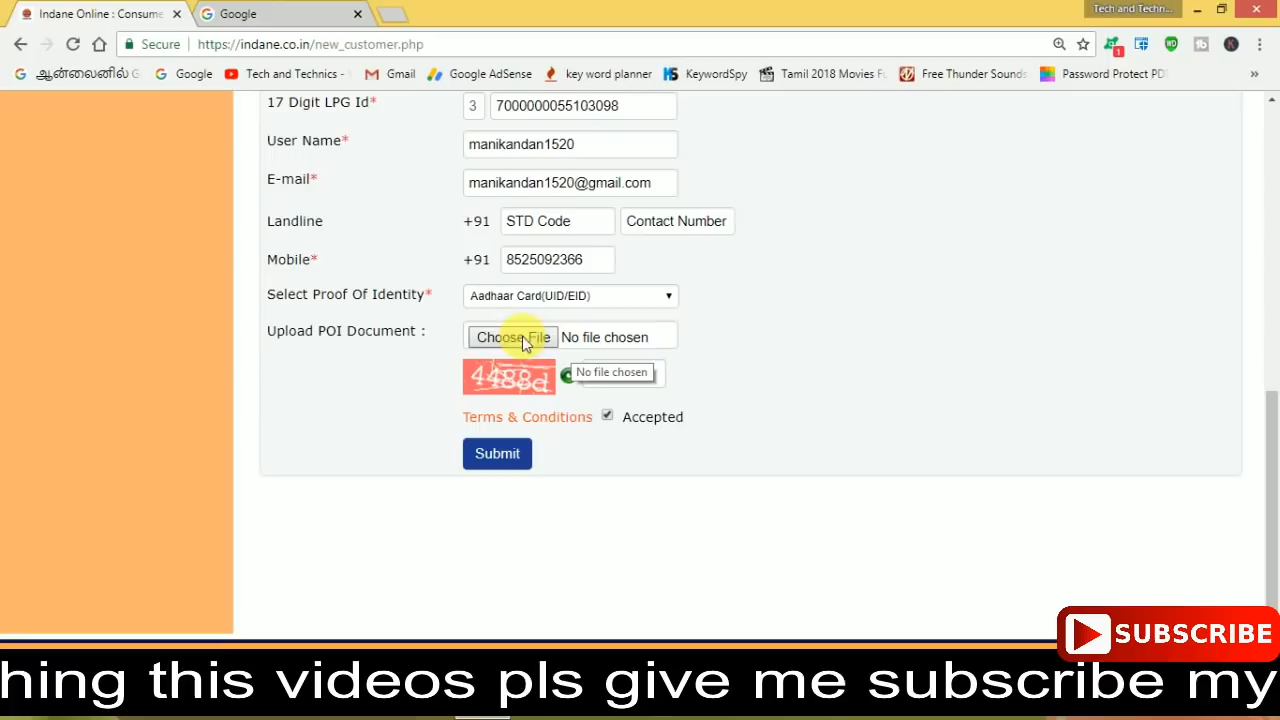 Indane Online : Consume
Google
Tech and Techn...
Secure
https://indane.co.in/new_customer.php
ஆன்லைனில் G
Google
Tech and Technics -
Gmail
Google AdSense
key word planner
KeywordSpy
Tamil 2018 Movies Fu
Free Thunder Sounds
Password Protect PD
17 Digit LPG Id*
3
7000000055103098
User Name*
manikandan1520
E-mail*
manikandan1520@gmail.com
Landline
+91
STD Code
Contact Number
Mobile*
+91
8525092366
Select Proof Of Identity*
Aadhaar Card(UID/EID)
Upload POI Document :
Choose File
No file chosen
4488d
No file chosen
Terms & Conditions
Accepted
Submit
SUBSCRIBE
hing this videos pls give me subscribe my